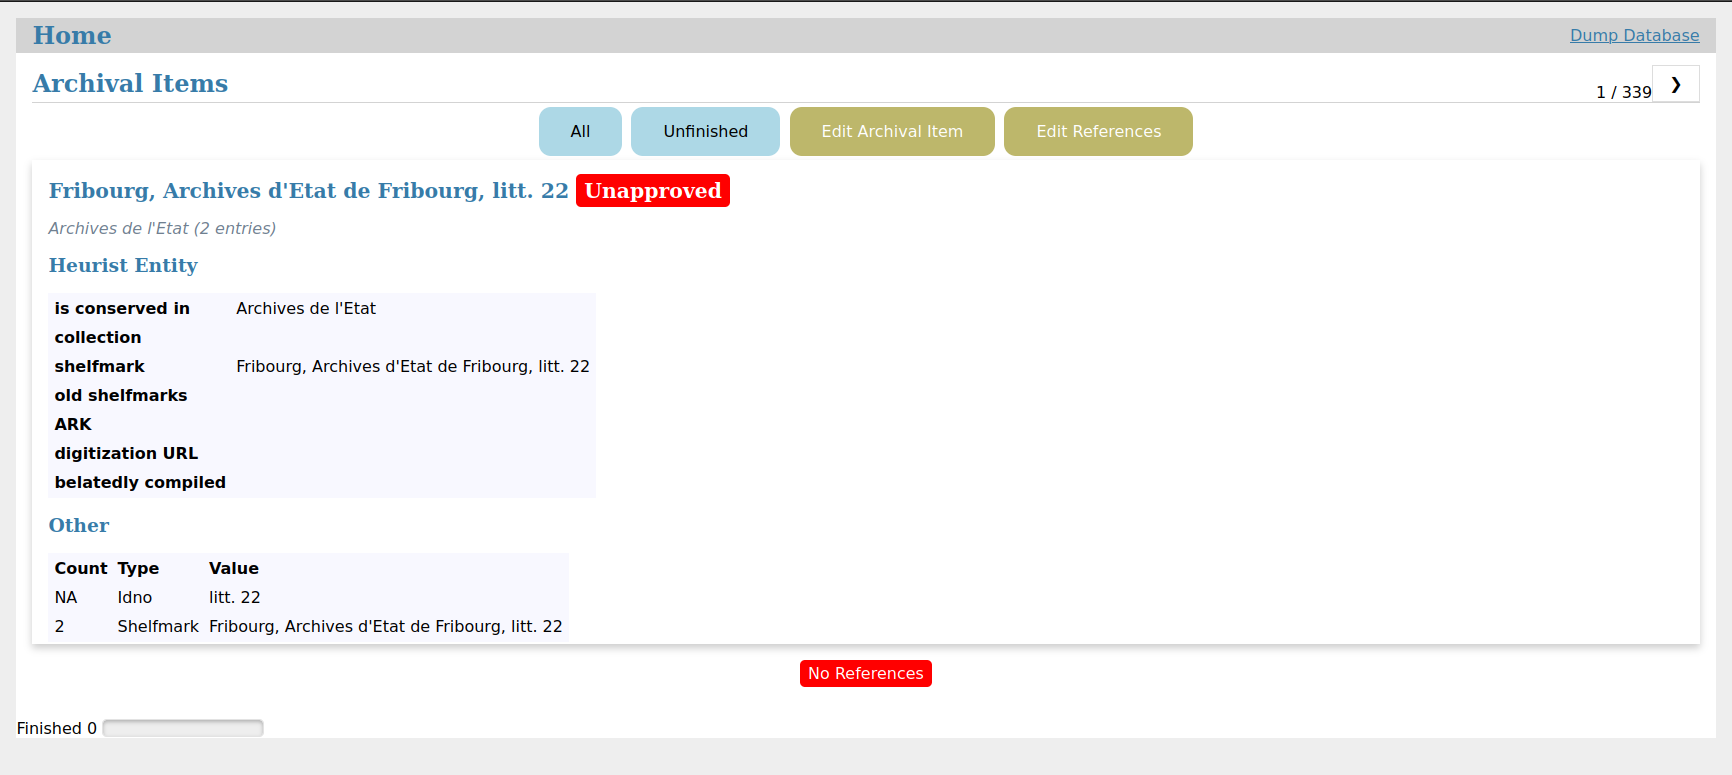 Home
Dump Database
Archival Items
1 / 339 ❯
All
Unfinished
Edit Archival Item
Edit References
Fribourg, Archives d'Etat de Fribourg, litt. 22 Unapproved
Archives de l'Etat (2 entries)
Heurist Entity
is conserved in Archives de l'Etat
collection
shelfmark Fribourg, Archives d'Etat de Fribourg, litt. 22
old shelfmarks
ARK
digitization URL
belatedly compiled
Other
Count Type Value
NA Idno litt. 22
2 Shelfmark Fribourg, Archives d'Etat de Fribourg, litt. 22
No References
Finished 0